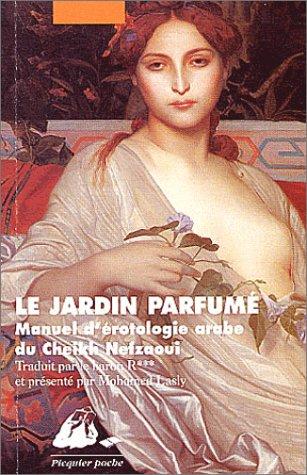 LE JARDIN PARFUMÉ
Manuel d'érotologie arabe
du Cheikh Nefzaoui
Traduit par le baron R***
et présenté par Mohamed Lasly
Picquier poche